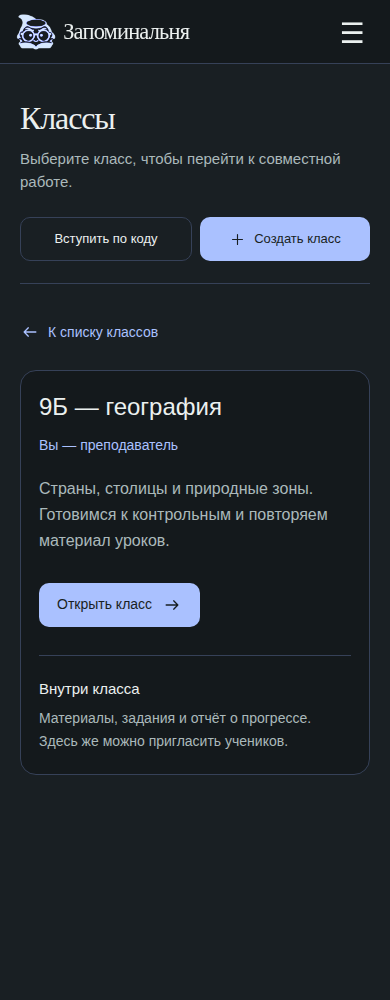 Запоминальня
Классы
Выберите класс, чтобы перейти к совместной
работе.
Вступить по коду
Создать класс
К списку классов
9Б — география
Вы — преподаватель
Страны, столицы и природные зоны.
Готовимся к контрольным и повторяем
материал уроков.
Открыть класс
Внутри класса
Материалы, задания и отчёт о прогрессе.
Здесь же можно пригласить учеников.